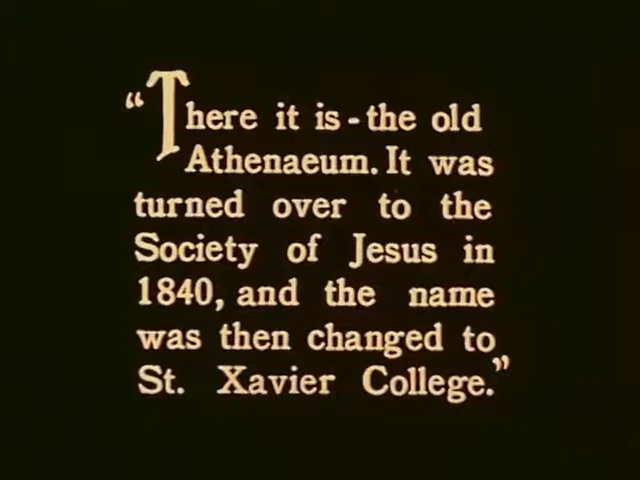 “There it is - the old
Athenaeum. It was
turned over to the
Society of Jesus in
1840, and the name
was then changed to
St. Xavier College.”